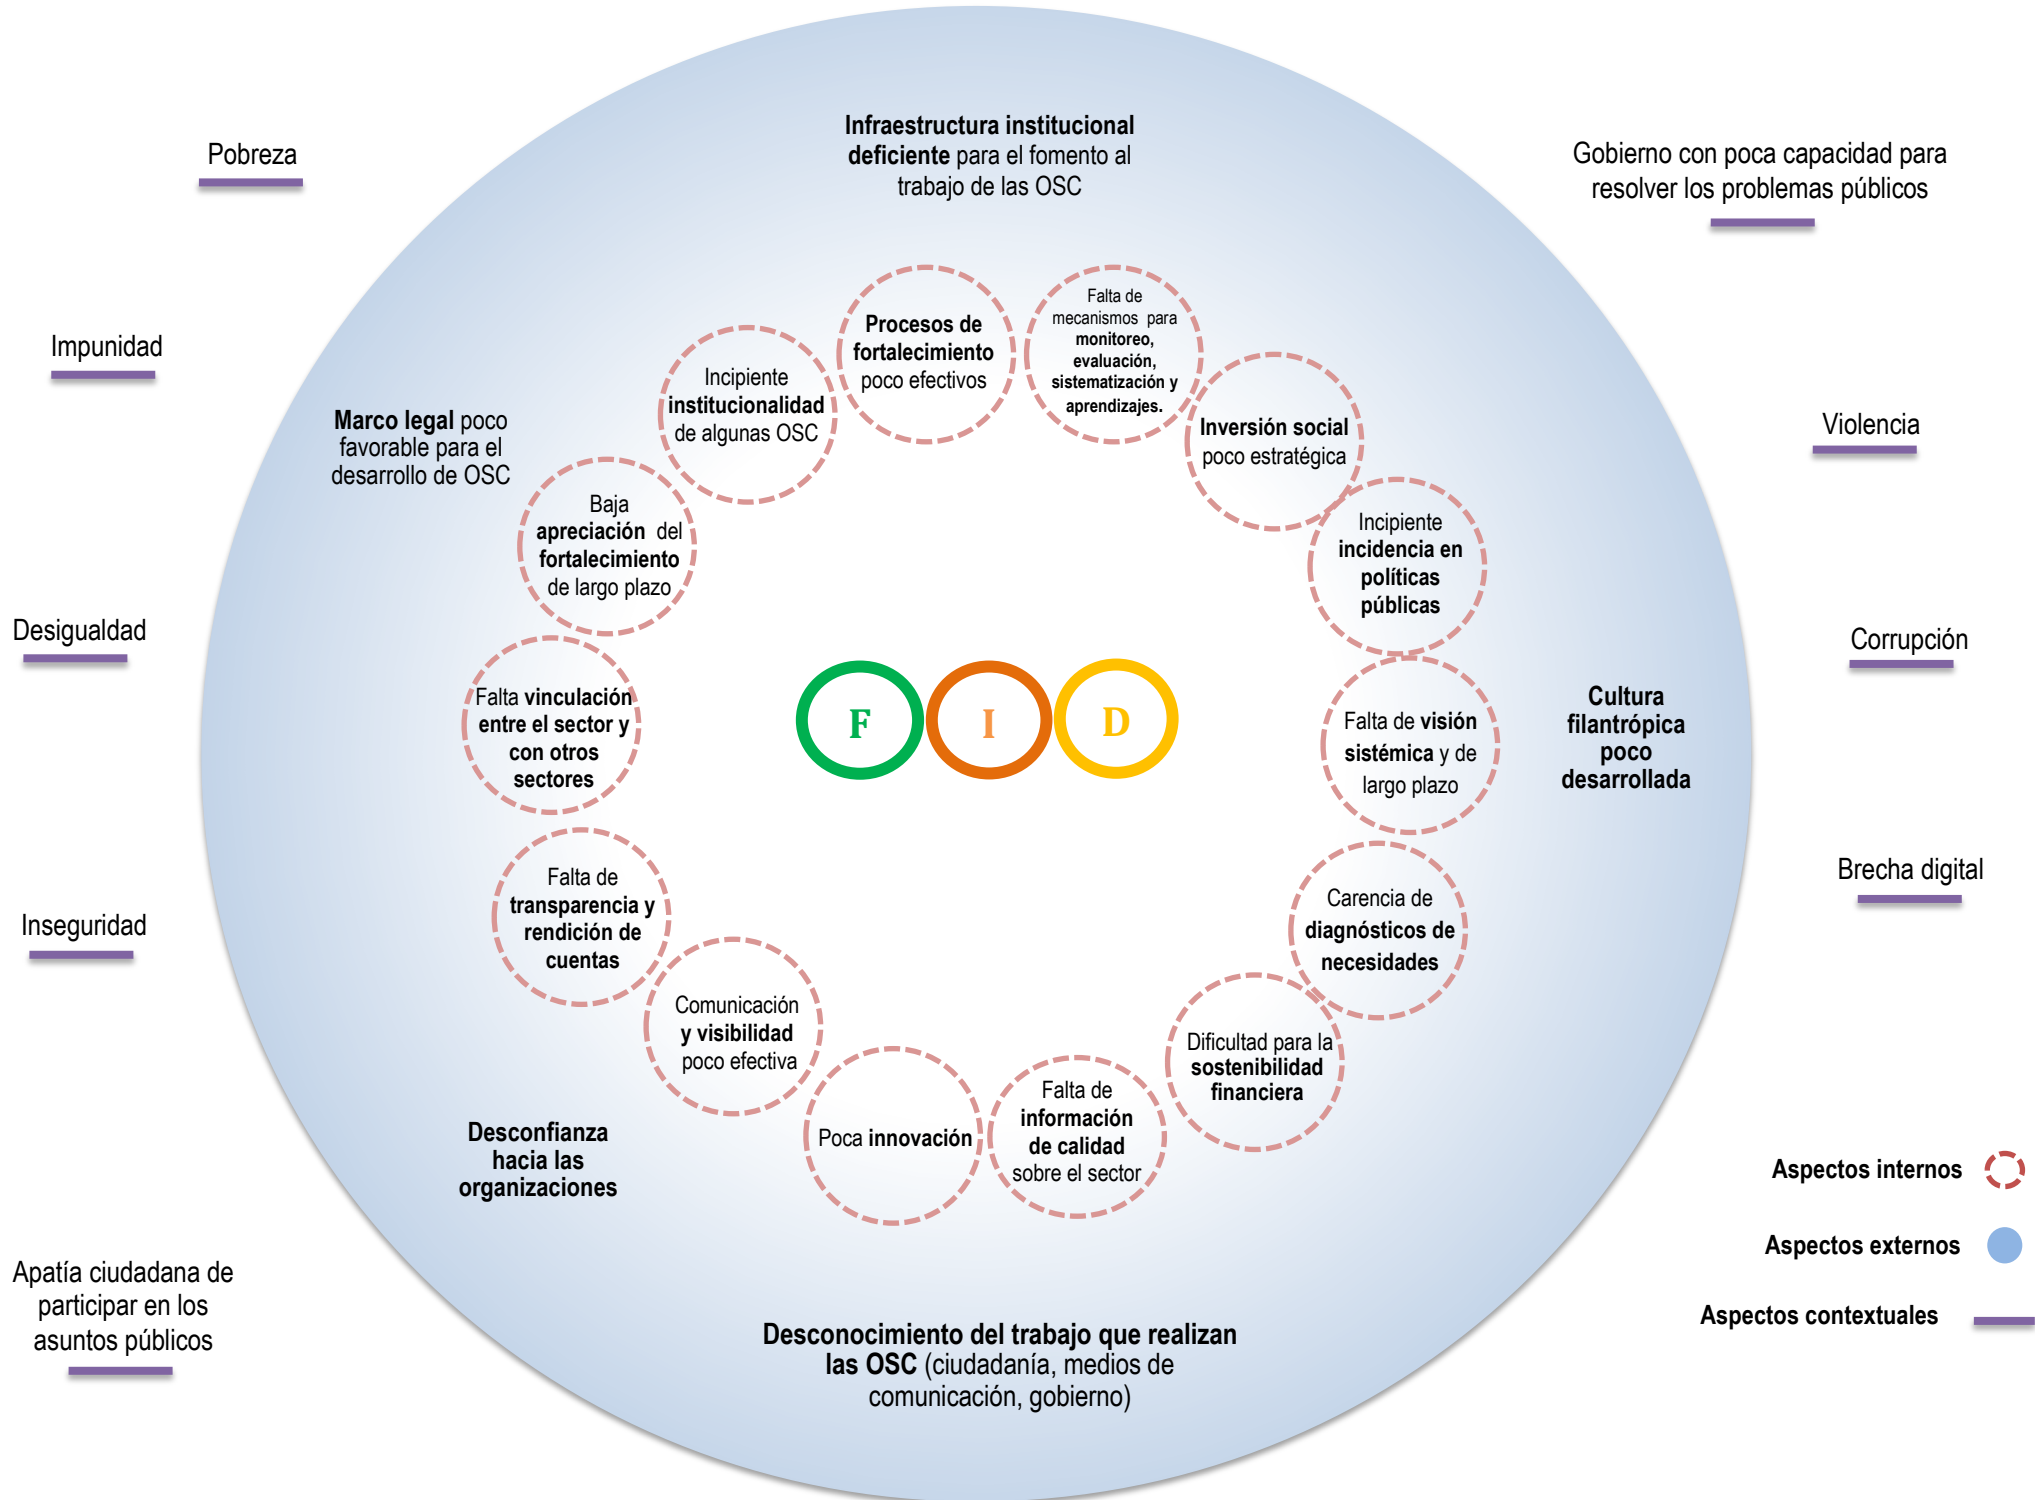 Pobreza
Impunidad
Desigualdad
Inseguridad
Apatía ciudadana de
participar en los
asuntos públicos
Infraestructura institucional
deficiente para el fomento al
trabajo de las OSC
Marco legal poco
favorable para el
desarrollo de OSC
Desconfianza
hacia las
organizaciones
Desconocimiento del trabajo que realizan
las OSC (ciudadanía, medios de
comunicación, gobierno)
Cultura
filantrópica
poco
desarrollada
Procesos de
fortalecimiento
poco efectivos
Falta de
mecanismos para
monitoreo,
evaluación,
sistematización y
aprendizajes.
Inversión social
poco estratégica
Incipiente
incidencia en
políticas
públicas
Falta de visión
sistémica y de
largo plazo
Carencia de
diagnósticos de
necesidades
Dificultad para la
sostenibilidad
financiera
Falta de
información
de calidad
sobre el sector
Poca innovación
Comunicación
y visibilidad
poco efectiva
Falta de
transparencia y
rendición de
cuentas
Falta vinculación
entre el sector y
con otros
sectores
Baja
apreciación del
fortalecimiento
de largo plazo
Incipiente
institucionalidad
de algunas OSC
F I D
Gobierno con poca capacidad para
resolver los problemas públicos
Violencia
Corrupción
Brecha digital
Aspectos internos
Aspectos externos
Aspectos contextuales